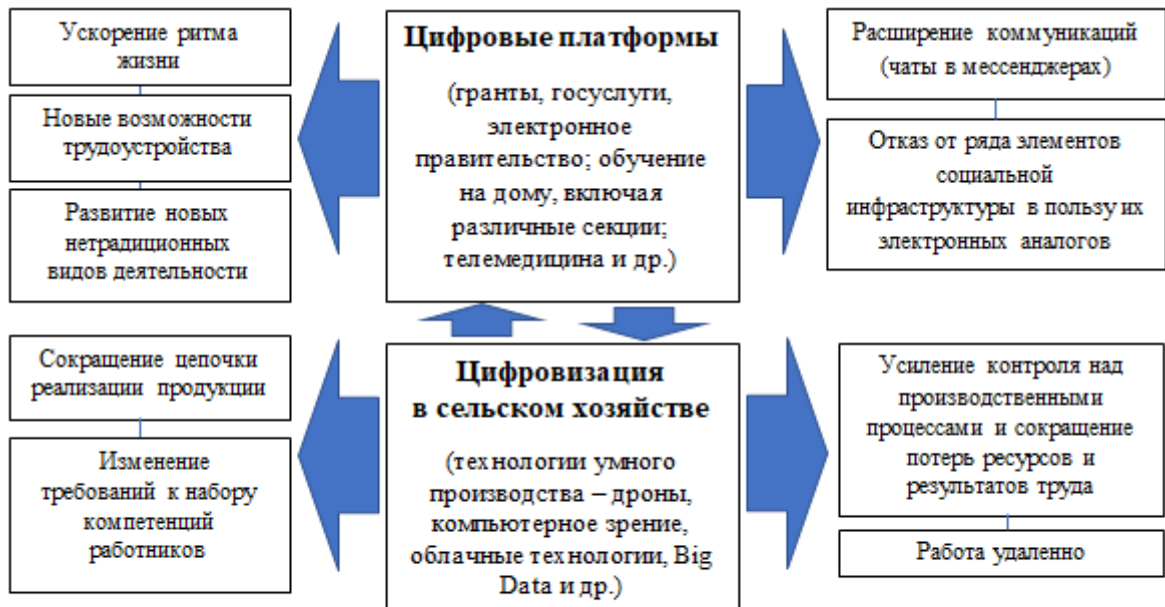 Ускорение ритма
жизни
Новые возможности
трудоустройства
Развитие новых
нетрадиционных
видов деятельности
Цифровые платформы
(гранты, госуслуги,
электронное
правительство; обучение
на дому, включая
различные секции;
телемедицина и др.)
Расширение коммуникаций
(чаты в мессенджерах)
Отказ от ряда элементов
социальной
инфраструктуры в пользу их
электронных аналогов
Сокращение цепочки
реализации продукции
Изменение
требований к набору
компетенций
работников
Цифровизация
в сельском хозяйстве
(технологии умного
производства – дроны,
компьютерное зрение,
облачные технологии, Big
Data и др.)
Усиление контроля над
производственными
процессами и сокращение
потерь ресурсов и
результатов труда
Работа удаленно